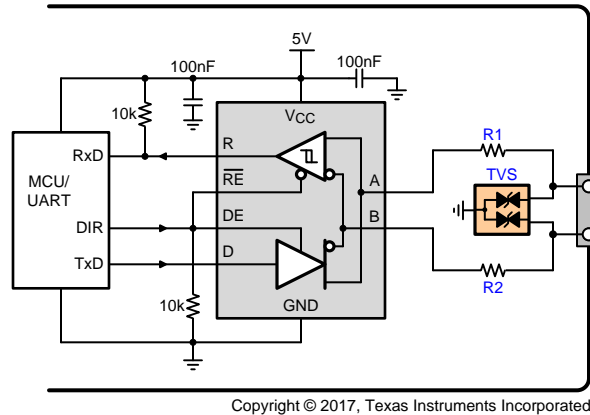 5V
100nF
100nF
10k
VCC
R1
RxD
R
TVS
MCU/
UART
RE
A
DIR
DE
B
TxD
D
10k
GND
R2
Copyright © 2017, Texas Instruments Incorporated